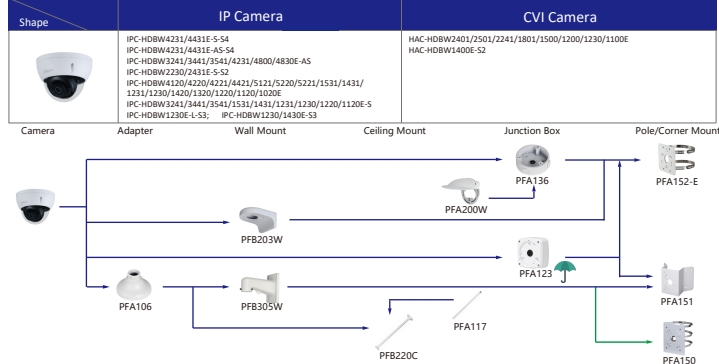 Shape
IP Camera
CVI Camera
IPC-HDBW4231/4431E-S-S4
IPC-HDBW4231/4431E-AS-S4
IPC-HDBW3241/3441/3541/4231/4800/4830E-AS
IPC-HDBW2230/2431E-S-S2
IPC-HDBW4120/4220/4221/4421/5121/5220/5221/1531/1431/
1231/1230/1420/1320/1220/1120/1020E
IPC-HDBW3241/3441/3541/1531/1431/1231/1230/1220/1120E-S
IPC-HDBW1230E-L-S3; IPC-HDBW1230/1430E-S3
HAC-HDBW2401/2501/2241/1801/1500/1200/1230/1100E
HAC-HDBW1400E-S2
Camera
Adapter
Wall Mount
Ceiling Mount
Junction Box
Pole/Corner Mount
PFA136
PFA152-E
PFA200W
PFB203W
PFA123
PFA106
PFB305W
PFA151
PFA117
PFB220C
PFA150